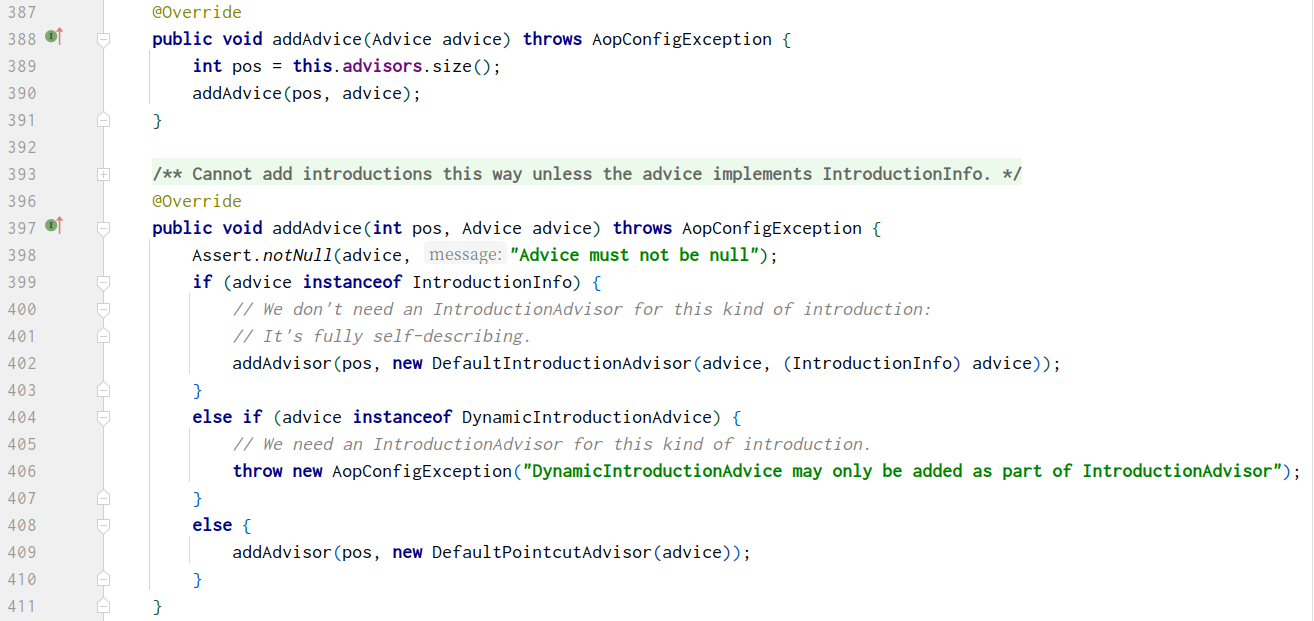 387 @Override
388 public void addAdvice(Advice advice) throws AopConfigException {
389 int pos = this.advisors.size();
390 addAdvice(pos, advice);
391 }
392
393 /** Cannot add introductions this way unless the advice implements IntroductionInfo. */
396 @Override
397 public void addAdvice(int pos, Advice advice) throws AopConfigException {
398 Assert.notNull(advice, message: "Advice must not be null");
399 if (advice instanceof IntroductionInfo) {
400 // We don't need an IntroductionAdvisor for this kind of introduction:
401 // It's fully self-describing.
402 addAdvisor(pos, new DefaultIntroductionAdvisor(advice, (IntroductionInfo) advice));
403 }
404 else if (advice instanceof DynamicIntroductionAdvice) {
405 // We need an IntroductionAdvisor for this kind of introduction.
406 throw new AopConfigException("DynamicIntroductionAdvice may only be added as part of IntroductionAdvisor");
407 }
408 else {
409 addAdvisor(pos, new DefaultPointcutAdvisor(advice));
410 }
411 }